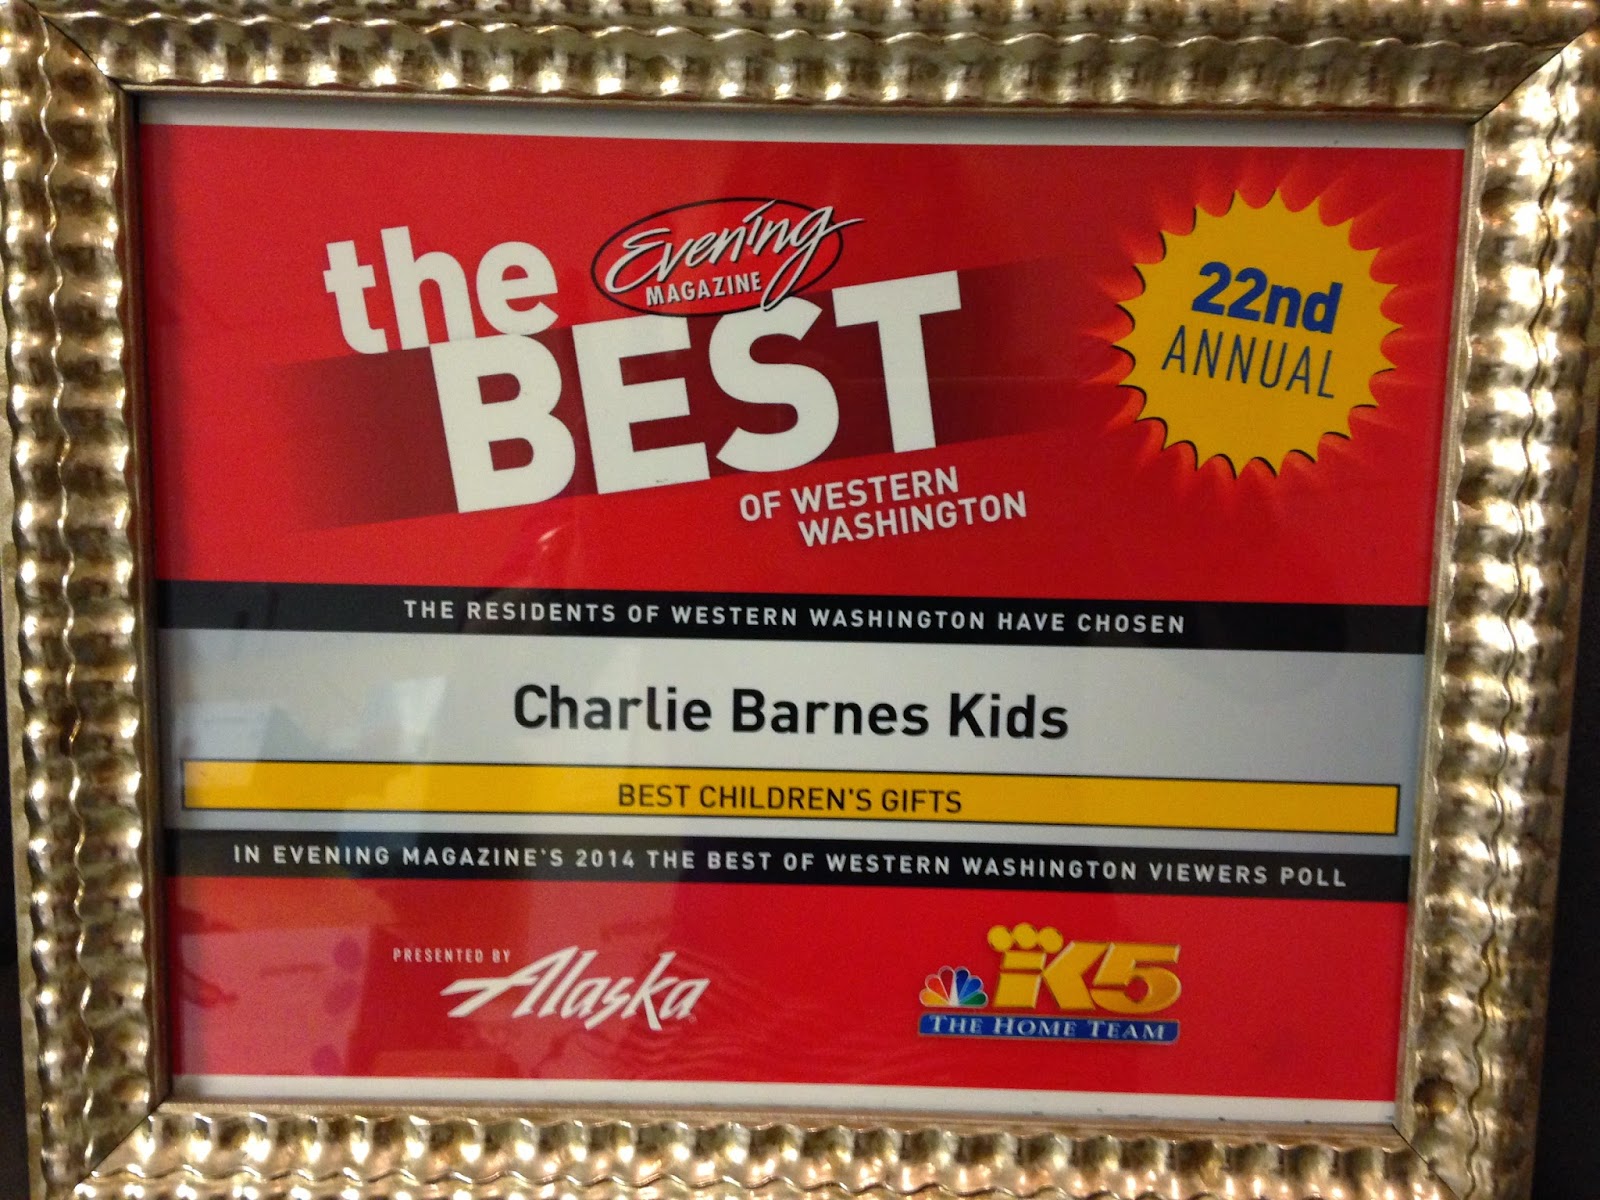 the
Evening
MAGAZINE
BEST
OF WESTERN
WASHINGTON
22nd
ANNUAL
THE RESIDENTS OF WESTERN WASHINGTON HAVE CHOSEN
Charlie Barnes Kids
BEST CHILDREN'S GIFTS
IN EVENING MAGAZINE'S 2014 THE BEST OF WESTERN WASHINGTON VIEWERS POLL
PRESENTED BY
Alaska
K5
THE HOME TEAM